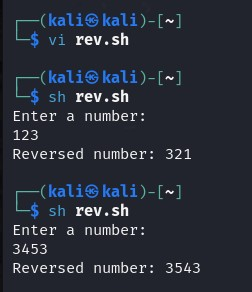 ┌──(kali㉿kali)-[~]
└─$ vi rev.sh
┌──(kali㉿kali)-[~]
└─$ sh rev.sh
Enter a number:
123
Reversed number: 321
┌──(kali㉿kali)-[~]
└─$ sh rev.sh
Enter a number:
3453
Reversed number: 3543